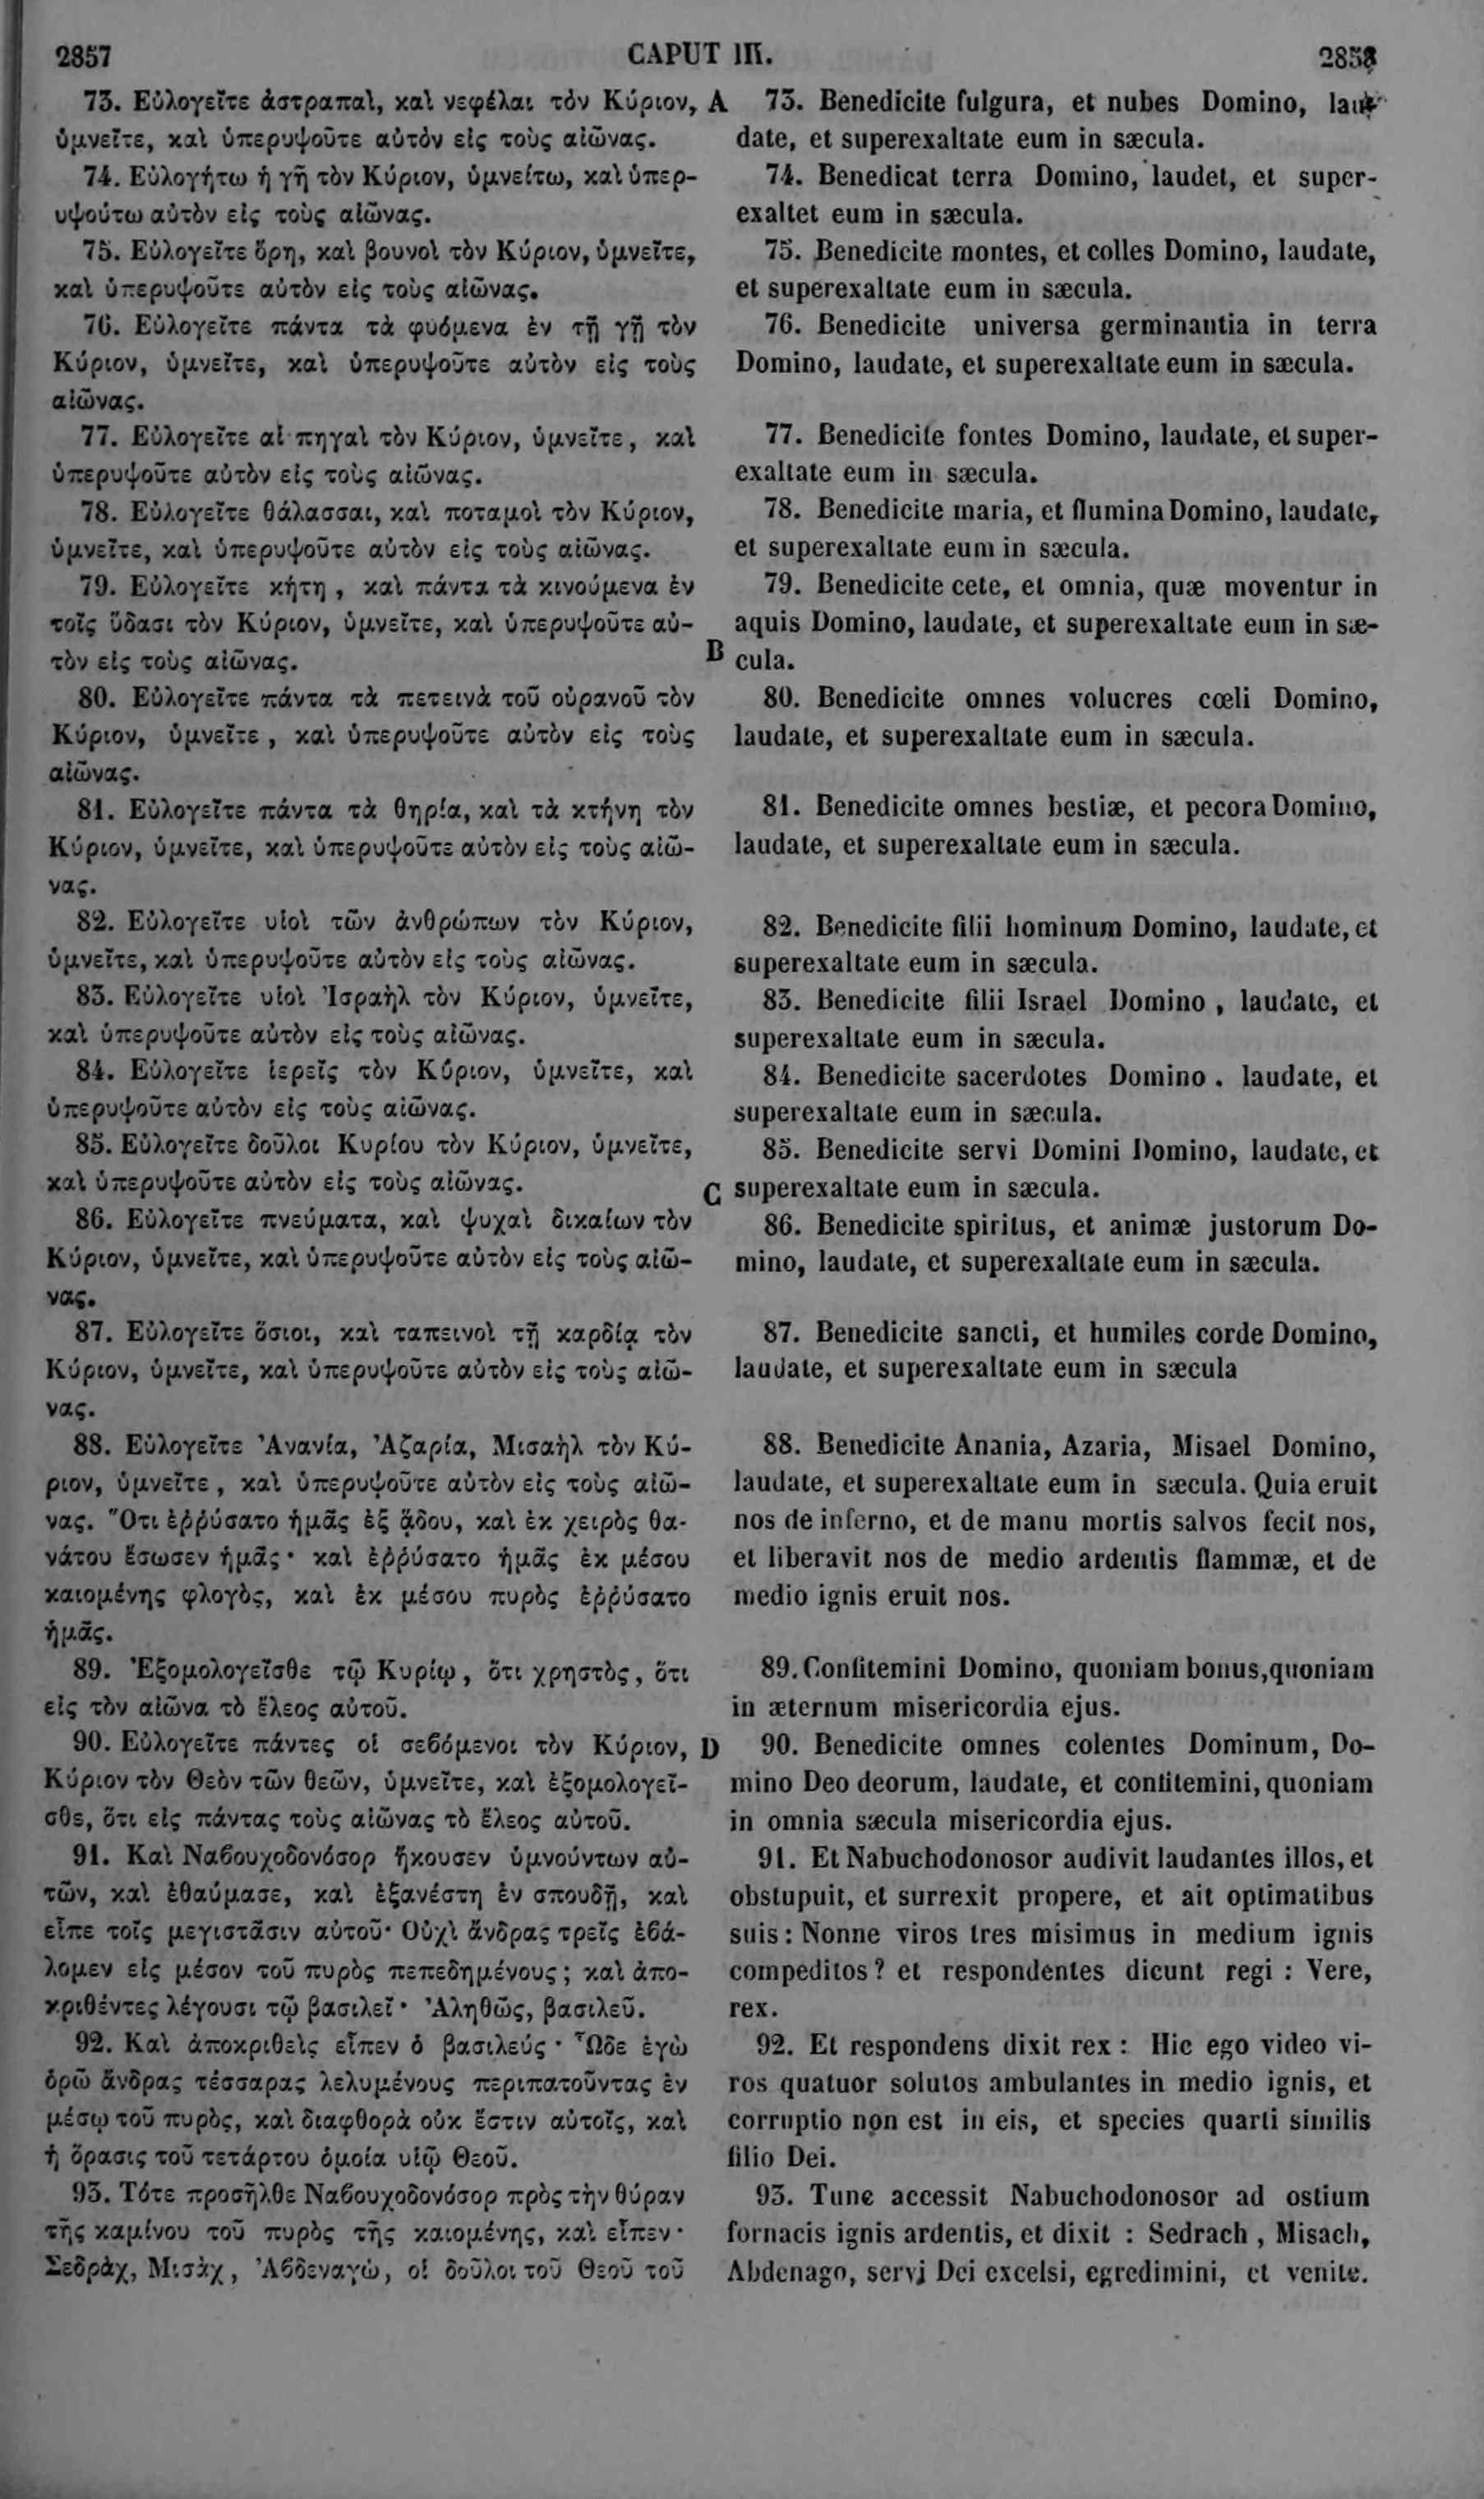 2857
CAPUT III.
2858
73. Εὐλογεῖτε ἀστραπαὶ, καὶ νεφέλαι τόν Κύριον,
ὑμνεῖτε, καὶ ὑπερυψοῦτε αὐτόν εἰς τοὺς αἰῶνας.
74. Εὐλογήτω ἡ γῆ τὸν Κύριον, ὑμνείτω, καὶ ὑπερ-
υψούτω αὐτὸν εἰς τοὺς αἰῶνας.
75. Εὐλογεῖτε ὄρη, καὶ βουνοὶ τὸν Κύριον, ὑμνεῖτε,
καὶ ὑπερυψοῦτε αὐτὸν εἰς τοὺς αἰῶνας.
76. Εὐλογεῖτε πάντα τὰ φυόμενα ἐν τῇ γῇ τὸν
Κύριον, ὑμνεῖτε, καὶ ὑπερυψοῦτε αὐτὸν εἰς τοὺς
αἰῶνας.
77. Εὐλογεῖτε αἱ πηγαὶ τὸν Κύριον, ὑμνεῖτε, καὶ
ὑπερυψοῦτε αὐτὸν εἰς τοὺς αἰῶνας.
78. Εὐλογεῖτε θάλασσαι, καὶ ποταμοὶ τὸν Κύριον,
ὑμνεῖτε, καὶ ὑπερυψοῦτε αὐτὸν εἰς τοὺς αἰῶνας.
79. Εὐλογεῖτε κήτη, καὶ πάντα τὰ κινούμενα ἐν
τοῖς ὕδασι τὸν Κύριον, ὑμνεῖτε, καὶ ὑπερυψοῦτε αὐ-
τὸν εἰς τοὺς αἰῶνας.
80. Εὐλογεῖτε πάντα τὰ πετεινὰ τοῦ οὐρανοῦ τὸν
Κύριον, ὑμνεῖτε, καὶ ὑπερυψοῦτε αὐτὸν εἰς τοὺς
αἰῶνας.
81. Εὐλογεῖτε πάντα τὰ θηρία, καὶ τὰ κτήνη τὸν
Κύριον, ὑμνεῖτε, καὶ ὑπερυψοῦτε αὐτὸν εἰς τοὺς αἰῶ-
νας.
82. Εὐλογεῖτε υἱοὶ τῶν ἀνθρώπων τὸν Κύριον,
ὑμνεῖτε, καὶ ὑπερυψοῦτε αὐτὸν εἰς τοὺς αἰῶνας.
83. Εὐλογεῖτε υἱοὶ Ἰσραὴλ τὸν Κύριον, ὑμνεῖτε,
καὶ ὑπερυψοῦτε αὐτὸν εἰς τοὺς αἰῶνας.
84. Εὐλογεῖτε ἱερεῖς τὸν Κύριον, ὑμνεῖτε, καὶ
ὑπερυψοῦτε αὐτὸν εἰς τοὺς αἰῶνας.
85. Εὐλογεῖτε δοῦλοι Κυρίου τὸν Κύριον, ὑμνεῖτε,
καὶ ὑπερυψοῦτε αὐτὸν εἰς τοὺς αἰῶνας.
86. Εὐλογεῖτε πνεύματα, καὶ ψυχαὶ δικαίων τὸν
Κύριον, ὑμνεῖτε, καὶ ὑπερυψοῦτε αὐτὸν εἰς τοὺς αἰῶ-
νας.
87. Εὐλογεῖτε ὅσιοι, καὶ ταπεινοὶ τῇ καρδίᾳ τὸν
Κύριον, ὑμνεῖτε, καὶ ὑπερυψοῦτε αὐτὸν εἰς τοὺς αἰῶ-
νας.
88. Εὐλογεῖτε Ἀνανία, Ἀζαρία, Μισαὴλ τὸν Κύ-
ριον, ὑμνεῖτε, καὶ ὑπερυψοῦτε αὐτὸν εἰς τοὺς αἰῶ-
νας. Ὅτι ἐῤῥύσατο ἡμᾶς ἐξ ᾅδου, καὶ ἐκ χειρὸς θα-
νάτου ἔσωσεν ἡμᾶς· καὶ ἐῤῥύσατο ἡμᾶς ἐκ μέσου
καιομένης φλογὸς, καὶ ἐκ μέσου πυρὸς ἐῤῥύσατο
ἡμᾶς.
89. Ἐξομολογεῖσθε τῷ Κυρίῳ, ὅτι χρηστὸς, ὅτι
εἰς τὸν αἰῶνα τὸ ἔλεος αὐτοῦ.
90. Εὐλογεῖτε πάντες οἱ σεβόμενοι τὸν Κύριον,
Κύριον τὸν Θεὸν τῶν θεῶν, ὑμνεῖτε, καὶ ἐξομολογεῖ-
σθε, ὅτι εἰς πάντας τοὺς αἰῶνας τὸ ἔλεος αὐτοῦ.
91. Καὶ Ναβουχοδονόσορ ἤκουσεν ὑμνούντων αὐ-
τῶν, καὶ ἐθαύμασε, καὶ ἐξανέστη ἐν σπουδῇ, καὶ
εἶπε τοῖς μεγιστᾶσιν αὐτοῦ· Οὐχὶ ἄνδρας τρεῖς ἐβά-
λομεν εἰς μέσον τοῦ πυρὸς πεπεδημένους; καὶ ἀπο-
κριθέντες λέγουσι τῷ βασιλεῖ· Ἀληθῶς, βασιλεῦ.
92. Καὶ ἀποκριθεὶς εἶπεν ὁ βασιλεύς· Ὧδε ἐγὼ
ὁρῶ ἄνδρας τέσσαρας λελυμένους περιπατοῦντας ἐν
μέσῳ τοῦ πυρὸς, καὶ διαφθορὰ οὐκ ἔστιν αὐτοῖς, καὶ
ἡ ὅρασις τοῦ τετάρτου ὁμοία υἱῷ Θεοῦ.
93. Τότε προσῆλθε Ναβουχοδονόσορ πρὸς τὴν θύραν
τῆς καμίνου τοῦ πυρὸς τῆς καιομένης, καὶ εἶπεν·
Σεδρὰχ, Μισὰχ, Ἀβδεναγὼ, οἱ δοῦλοι τοῦ Θεοῦ τοῦ
A
B
C
D
73. Benedicite fulgura, et nubes Domino, lau-
date, et superexaltate eum in sæcula.
74. Benedicat terra Domino, laudet, et super-
exaltet eum in sæcula.
75. Benedicite montes, et colles Domino, laudate,
et superexaltate eum in sæcula.
76. Benedicite universa germinantia in terra
Domino, laudate, et superexaltate eum in sæcula.
77. Benedicite fontes Domino, laudate, et super-
exaltate eum in sæcula.
78. Benedicite maria, et flumina Domino, laudate,
et superexaltate eum in sæcula.
79. Benedicite cete, et omnia, quæ moventur in
aquis Domino, laudate, et superexaltate eum in sæ-
cula.
80. Benedicite omnes volucres cœli Domino,
laudate, et superexaltate eum in sæcula.
81. Benedicite omnes bestiæ, et pecora Domino,
laudate, et superexaltate eum in sæcula.
82. Benedicite filii hominum Domino, laudate, et
superexaltate eum in sæcula.
83. Benedicite filii Israel Domino, laudate, et
superexaltate eum in sæcula.
84. Benedicite sacerdotes Domino. laudate, et
superexaltate eum in sæcula.
85. Benedicite servi Domini Domino, laudate, et
superexaltate eum in sæcula.
86. Benedicite spiritus, et animæ justorum Do-
mino, laudate, et superexaltate eum in sæcula.
87. Benedicite sancti, et humiles corde Domino,
laudate, et superexaltate eum in sæcula
88. Benedicite Anania, Azaria, Misael Domino,
laudate, et superexaltate eum in sæcula. Quia eruit
nos de inferno, et de manu mortis salvos fecit nos,
et liberavit nos de medio ardentis flammæ, et de
medio ignis eruit nos.
89. Confitemini Domino, quoniam bonus, quoniam
in æternum misericordia ejus.
90. Benedicite omnes colentes Dominum, Do-
mino Deo deorum, laudate, et confitemini, quoniam
in omnia sæcula misericordia ejus.
91. Et Nabuchodonosor audivit laudantes illos, et
obstupuit, et surrexit propere, et ait optimatibus
suis: Nonne viros tres misimus in medium ignis
compeditos? et respondentes dicunt regi : Vere,
rex.
92. Et respondens dixit rex : Hic ego video vi-
ros quatuor solutos ambulantes in medio ignis, et
corruptio non est in eis, et species quarti similis
filio Dei.
93. Tunc accessit Nabuchodonosor ad ostium
fornacis ignis ardentis, et dixit : Sedrach, Misach,
Abdenago, servi Dei excelsi, egredimini, et venite.